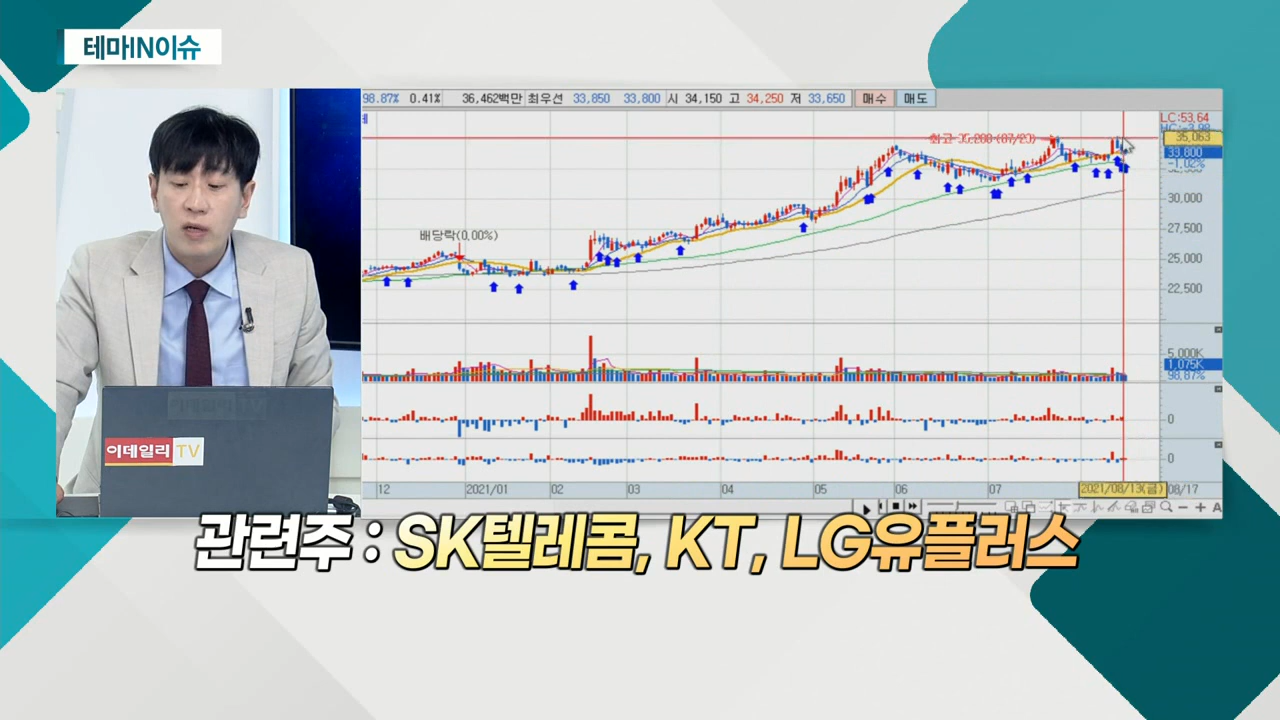 테마IN이슈
98.87% 0.41% 36,462백만 최우선 33,850 33,800 시 34,150 고 34,250 저 33,650 매수 매도
LC:53.64
35,063
33,800
-1.02%
32,500
30,000
배당락(0.00%)
27,500
25,000
22,500
5,000K
1,075K
98.87%
0
0
12 2021/01 02 03 04 05 06 07 2021/08/13(금) 08/17
이데일리TV
관련주 : SK텔레콤, KT, LG유플러스